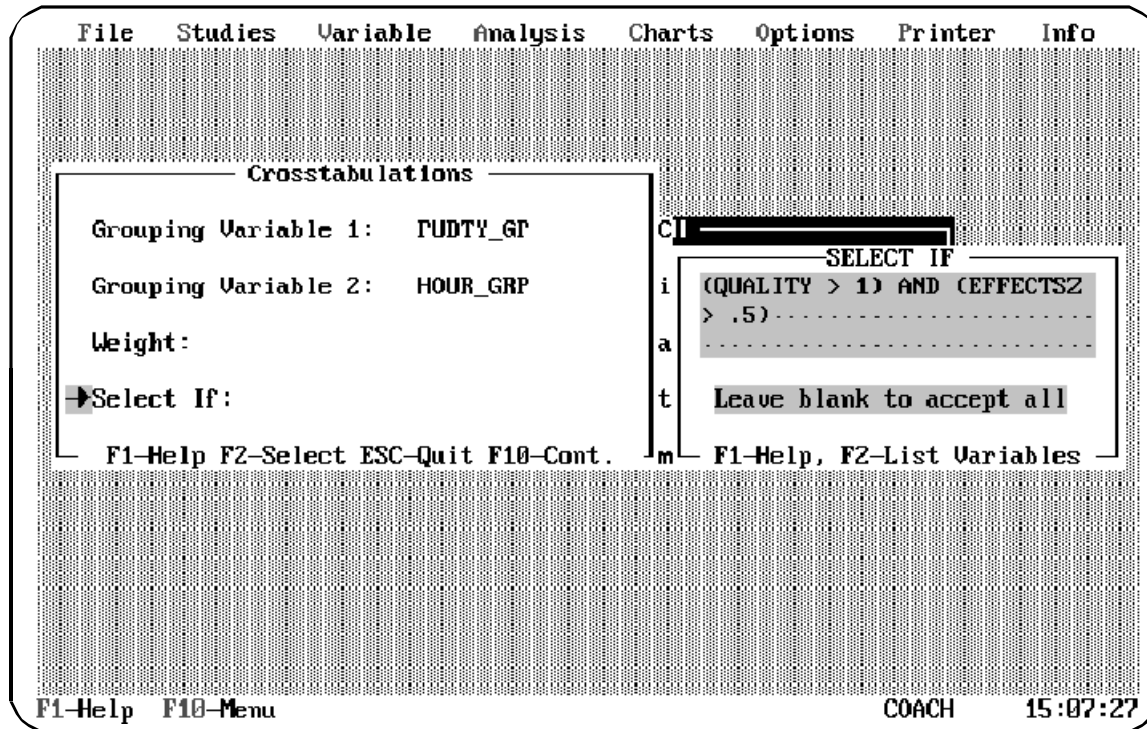 File Studies Variable Analysis Charts Options Printer Info
Crosstabulations
Grouping Variable 1:
Grouping Variable 2: HOUR_GRP
Weight:
Select If:
F1-Help F2-Select ESC-Quit F10-Cont.
C
i
a
t
m
SELECT IF
(QUALITY > 1) AND (EFFECTSZ
> .5)
Leave blank to accept all
F1-Help, F2-List Variables
F1-Help F10-Menu COACH 15:07:27